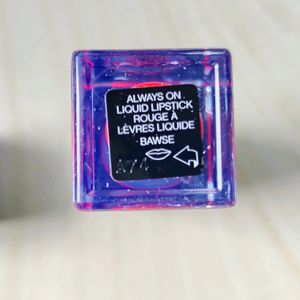 ALWAYS ON
LIQUID LIPSTICK
ROUGE À
LÈVRES LIQUIDE
BAWSE